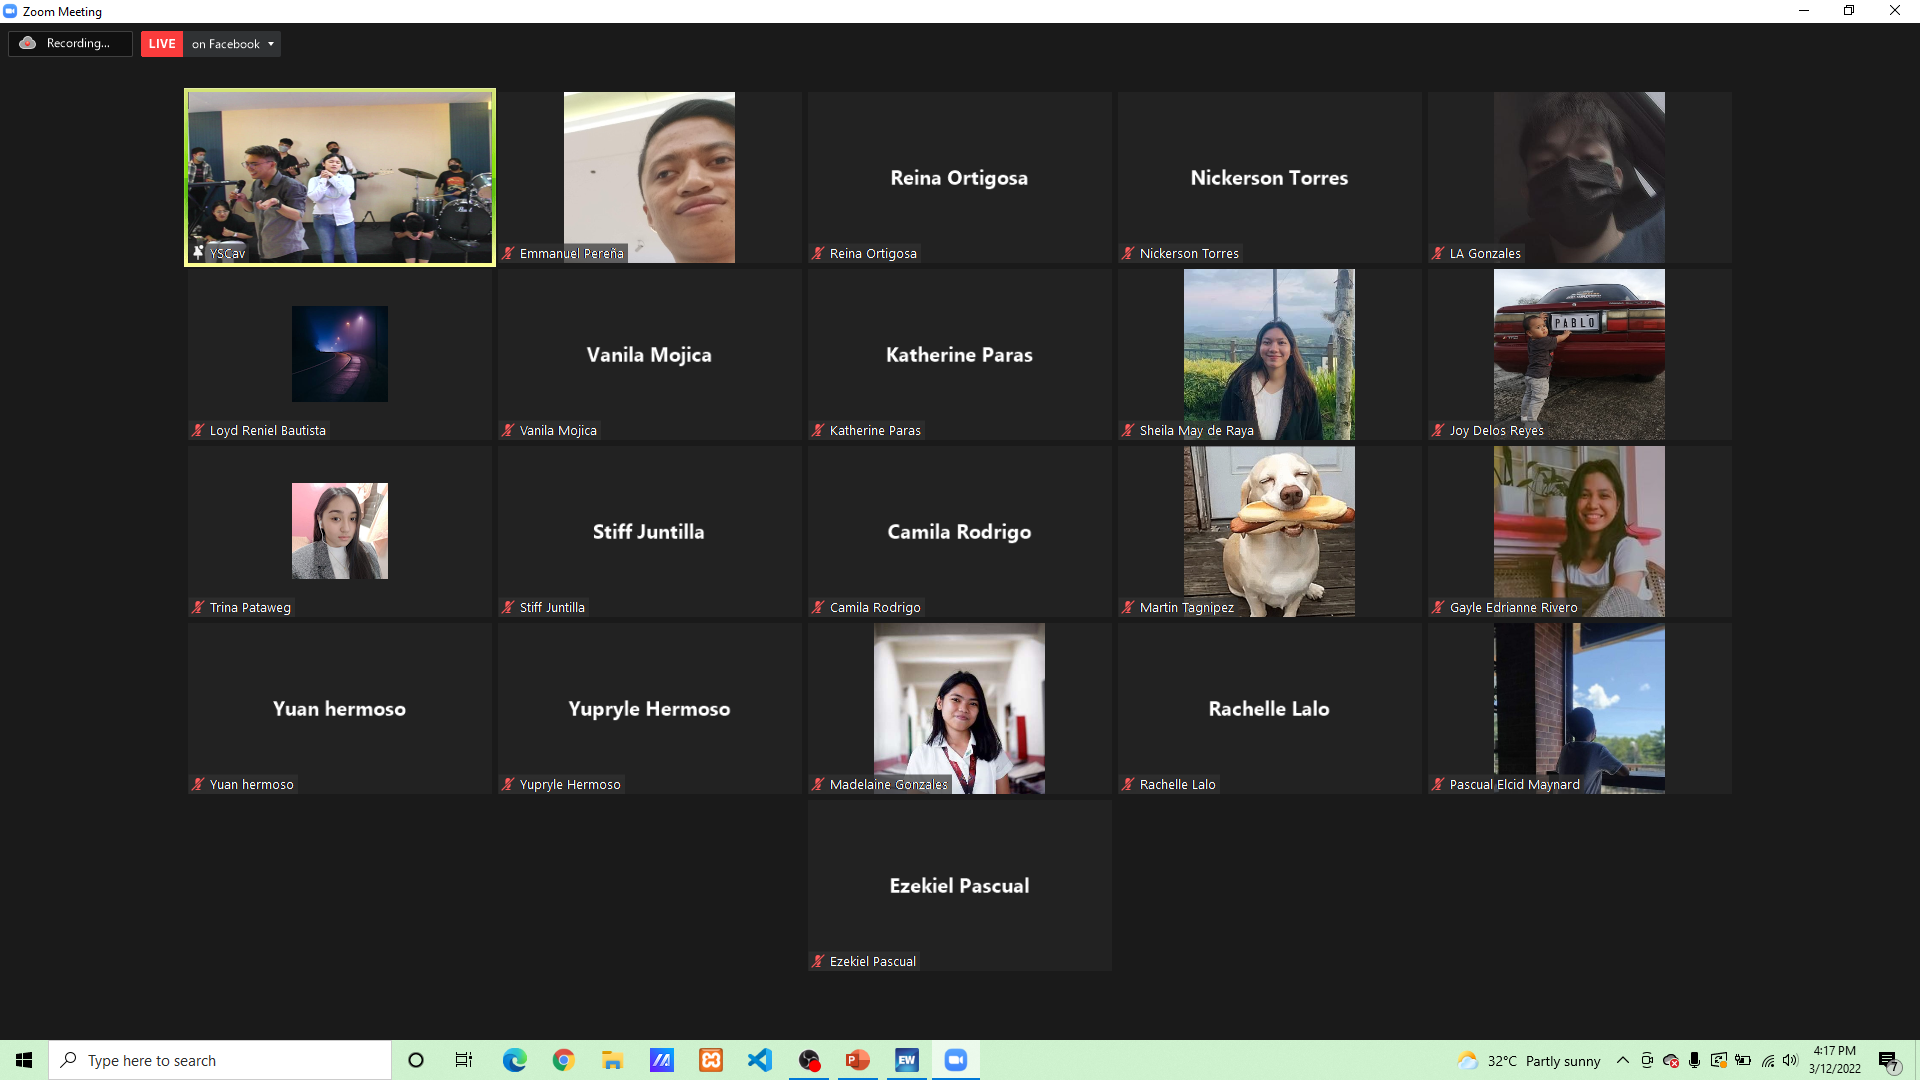 Zoom Meeting
Recording...
LIVE on Facebook
YSCav
Emmanuel Pereña
Reina Ortigosa
Reina Ortigosa
Nickerson Torres
Nickerson Torres
LA Gonzales
Loyd Reniel Bautista
Vanila Mojica
Vanila Mojica
Katherine Paras
Katherine Paras
Sheila May de Raya
PABLO
Joy Delos Reyes
Trina Pataweg
Stiff Juntilla
Stiff Juntilla
Camila Rodrigo
Camila Rodrigo
Martin Tagnipez
Gayle Edrianne Rivero
Yuan hermoso
Yuan hermoso
Yupryle Hermoso
Yupryle Hermoso
Madelaine Gonzales
Rachelle Lalo
Rachelle Lalo
Pascual Elcid Maynard
Ezekiel Pascual
Ezekiel Pascual
Type here to search
EW
32°C Partly sunny
4:17 PM
3/12/2022
7